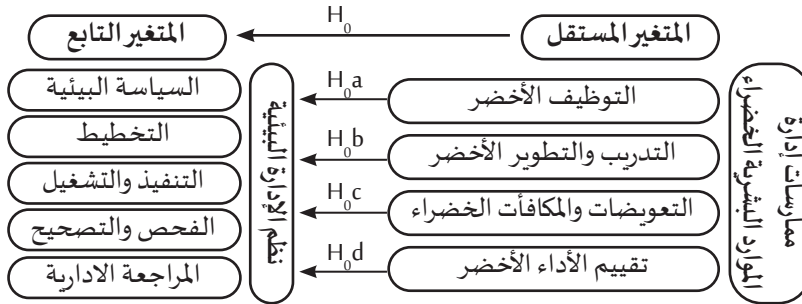 المتغير المستقل
H0
المتغير التابع
ممارسات إدارة
الموارد البشرية الخضراء
التوظيف الأخضر
التدريب والتطوير الأخضر
التعويضات والمكافأت الخضراء
تقييم الأداء الأخضر
H0a
H0b
H0c
H0d
نظم الإدارة البيئية
السياسة البيئية
التخطيط
التنفيذ والتشغيل
الفحص والتصحيح
المراجعة الادارية